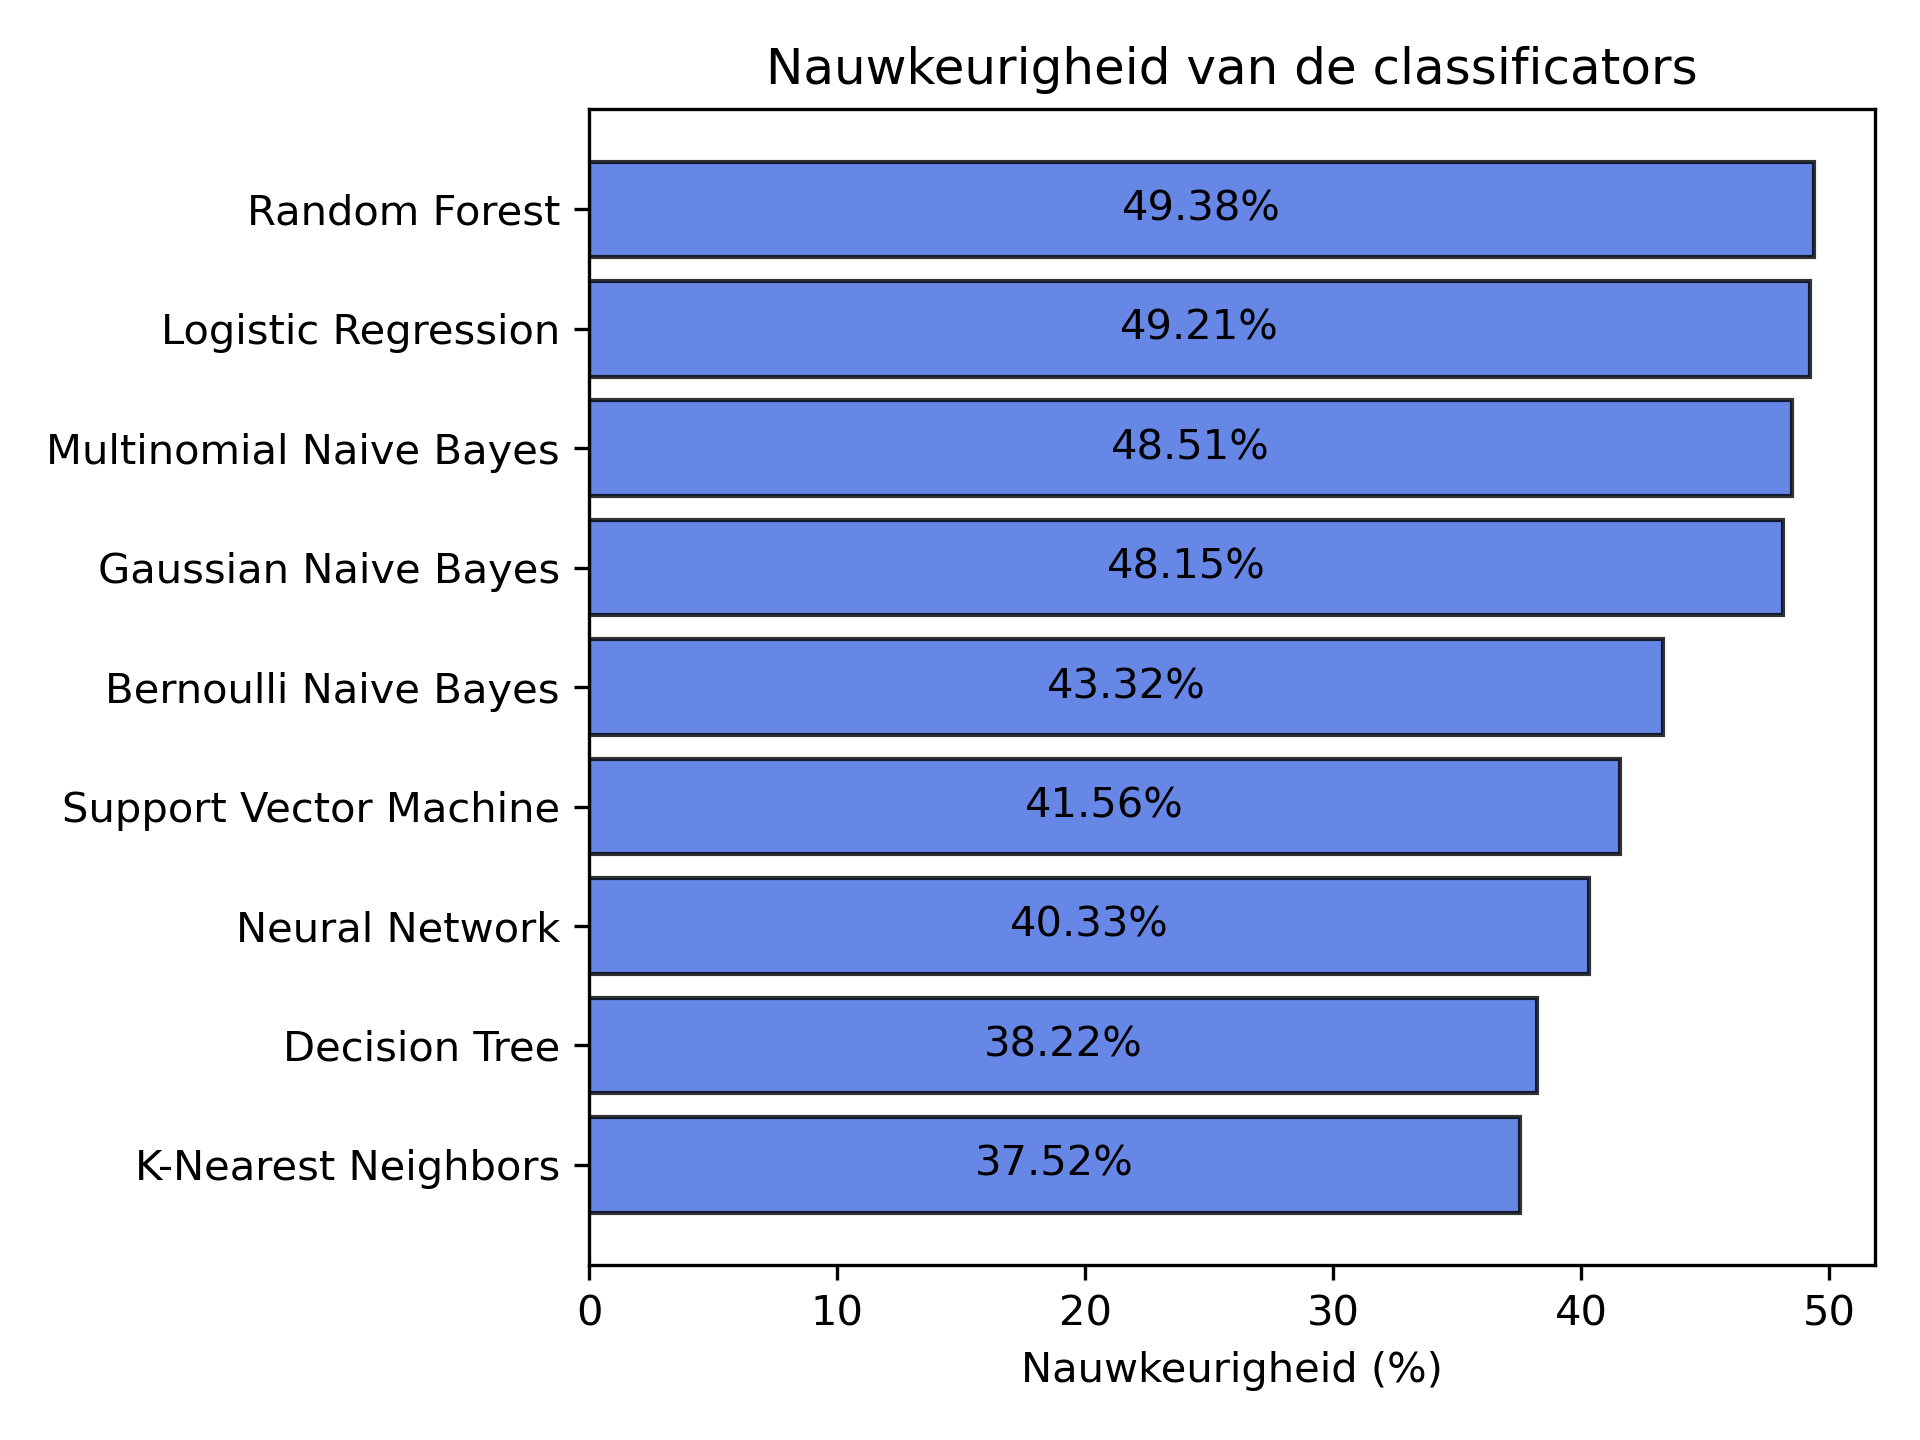 Nauwkeurigheid van de classificators
Random Forest
49.38%
Logistic Regression
49.21%
Multinomial Naive Bayes
48.51%
Gaussian Naive Bayes
48.15%
Bernoulli Naive Bayes
43.32%
Support Vector Machine
41.56%
Neural Network
40.33%
Decision Tree
38.22%
K-Nearest Neighbors
37.52%
0 10 20 30 40 50
Nauwkeurigheid (%)